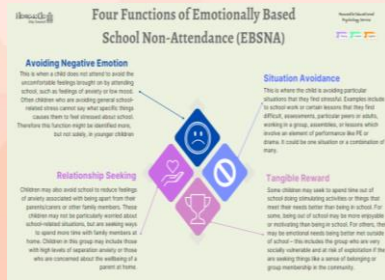 Four Functions of Emotionally Based
School Non-Attendance (EBSNA)
Avoiding Negative Emotion
This is when a child does not attend to avoid the
uncomfortable feelings brought on by attending
school, such as feelings of anxiety or low mood.
Often children who are avoiding general school-
related stress cannot say what specific things
causes them to feel stressed about school.
Therefore this function might be identified more,
but not solely, in younger children
Situation Avoidance
This is where the child is avoiding particular
situations that they find stressful. Examples include
to school work or certain lessons that they find
difficult, assessments, particular peers or adults,
working in a group, assemblies, or lessons which
involve an element of performance like PE or
drama. It could be one situation or a combination of
many.
Relationship Seeking
Children may also avoid school to reduce feelings
of anxiety associated with being apart from their
parents/carers or other family members. These
children may not be particularly worried about
school-related situations, but are seeking ways
to spend more time with family members at
home. Children in this group may include those
with high levels of separation anxiety or those
who are concerned about the wellbeing of a
parent at home.
Tangible Reward
Some children may seek to spend time out of
school doing stimulating activities or things that
meet their needs better than being in school. For
some, being out of school may be more enjoyable
or motivating than being in school. For others, there
may be emotional needs being better met outside
of school – this includes the group who are very
socially vulnerable and at risk of exploitation if they
are seeking things like a sense of belonging or
group membership in the community.